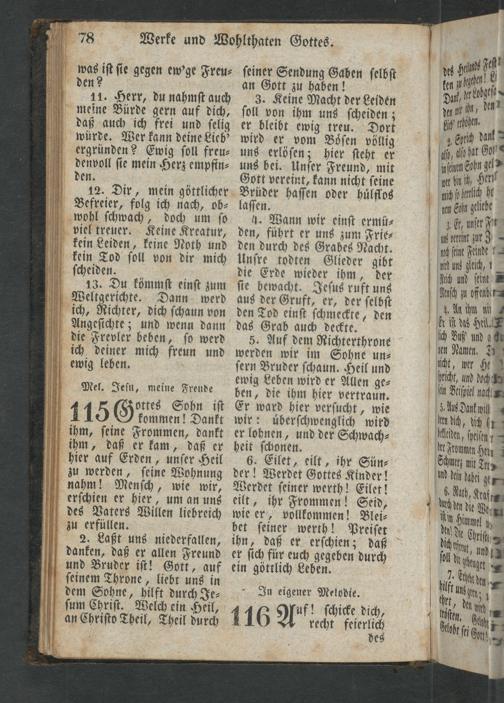 78 Werke und Wohlthaten Gottes.
was ist sie gegen ew'ge Freu-
den?
11. Herr, du nahmst auch
meine Bürde gern auf dich,
daß auch ich frei und selig
würde. Wer kann deine Lieb'
ergründen? Ewig soll freu-
denvoll sie mein Herz empfin-
den.
12. Dir, mein göttlicher
Befreier, folg ich nach, ob-
wohl schwach, doch um so
viel treuer. Keine Kreatur,
kein Leiden, keine Noth und
kein Tod soll von dir mich
scheiden.
13. Du kömmst einst zum
Weltgerichte. Dann werd
ich, Richter, dich schaun von
Angesichte; und wenn dann
die Frevler beben, so werd
ich deiner mich freun und
ewig leben.
Mel. Jesu, meine Freude
115 Gottes Sohn ist
kommen! Dankt
ihm, seine Frommen, dankt
ihm, daß er kam, daß er
hier auf Erden, unser Heil
zu werden, seine Wohnung
nahm! Mensch, wie wir,
erschien er hier, um an uns
des Vaters Willen liebreich
zu erfüllen.
2. Laßt uns niederfallen,
danken, daß er allen Freund
und Bruder ist! Gott, auf
seinem Throne, liebt uns in
dem Sohne, hilft durch Je-
sum Christ. Welch ein Heil,
an Christo Theil, Theil durch
seiner Sendung Gaben selbst
an Gott zu haben!
3. Keine Macht der Leiden
soll von ihm uns scheiden;
er bleibt ewig treu. Dort
wird er vom Bösen völlig
uns erlösen; hier steht er
uns bei. Unser Freund, mit
Gott vereint, kann nicht seine
Brüder hassen oder hülflos
lassen.
4. Wann wir einst ermü-
den, führt er uns zum Frie-
den durch des Grabes Nacht.
Unsre todten Glieder gibt
die Erde wieder ihm, der
sie bewacht. Jesus ruft uns
aus der Gruft, er, der selbst
den Tod einst schmeckte, den
das Grab auch deckte.
5. Auf dem Richterthrone
werden wir im Sohne un-
sern Bruder schaun. Heil und
ewig Leben wird er Allen ge-
ben, die ihm hier vertraun.
Er ward hier versucht, wie
wir: überschwenglich wird
er lohnen, und der Schwach-
heit schonen.
6. Eilet, eilt, ihr Sün-
der! Werdet Gottes Kinder!
Werdet seiner werth! Eilet!
eilt, ihr Frommen! Seid,
wie er, vollkommen! Blei-
bet seiner werth! Preiset
ihn, daß er erschien; daß
er sich für euch gegeben durch
ein göttlich Leben.
In eigener Melodie.
116 Auf! schicke dich,
recht feierlich
des